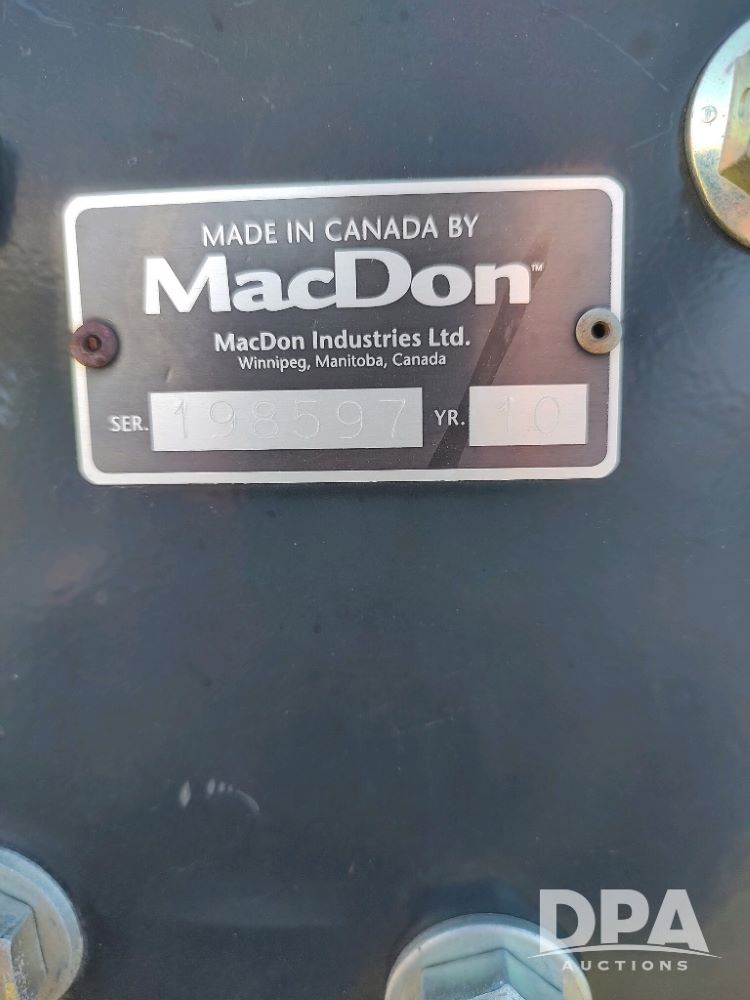 MADE IN CANADA BY
MacDon™
MacDon Industries Ltd.
Winnipeg, Manitoba, Canada
SER. 198597 YR. 10
DPA
AUCTIONS